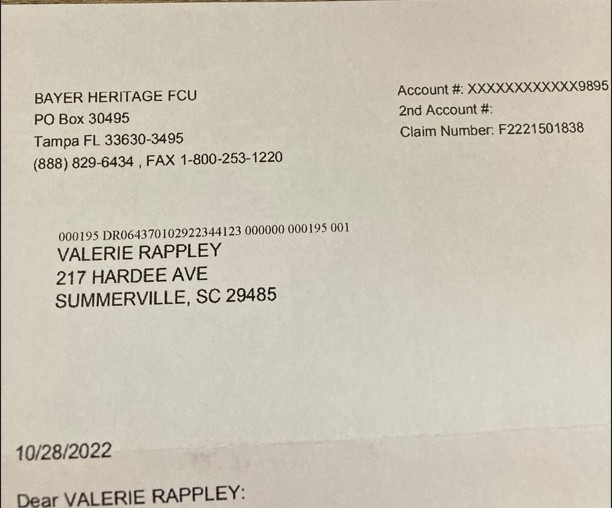 BAYER HERITAGE FCU
PO Box 30495
Tampa FL 33630-3495
(888) 829-6434 , FAX 1-800-253-1220
Account #: XXXXXXXXXXXX9895
2nd Account #:
Claim Number: F2221501838
000195 DR064370102922344123 000000 000195 001
VALERIE RAPPLEY
217 HARDEE AVE
SUMMERVILLE, SC 29485
10/28/2022
Dear VALERIE RAPPLEY: